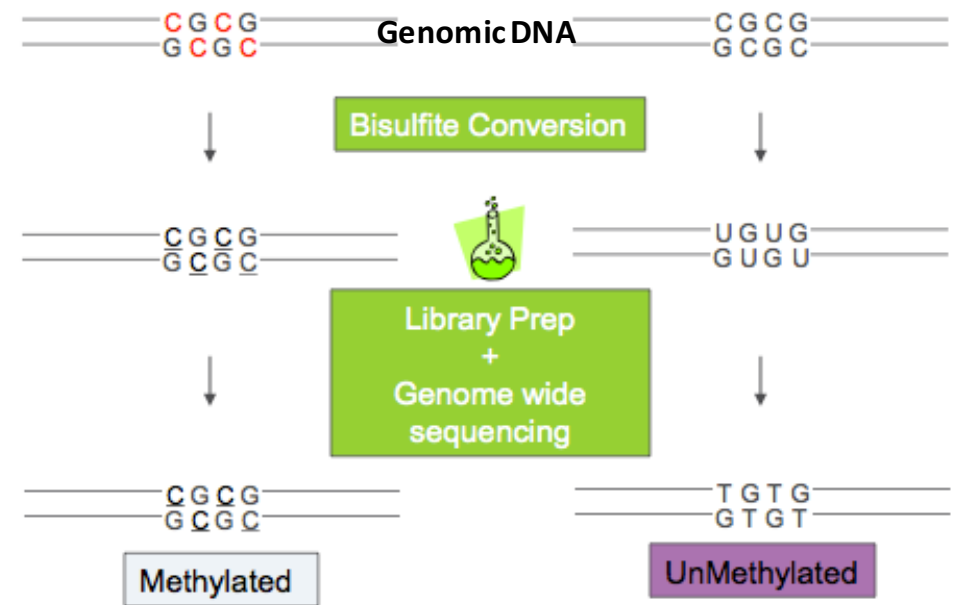 CGCG
GCGC
Genomic DNA
CGCG
GCGC
Bisulfite Conversion
CGCG
GCGC
UGUG
GUGU
Library Prep
+
Genome wide
sequencing
CGCG
GCGC
TGTG
GTGT
Methylated
UnMethylated